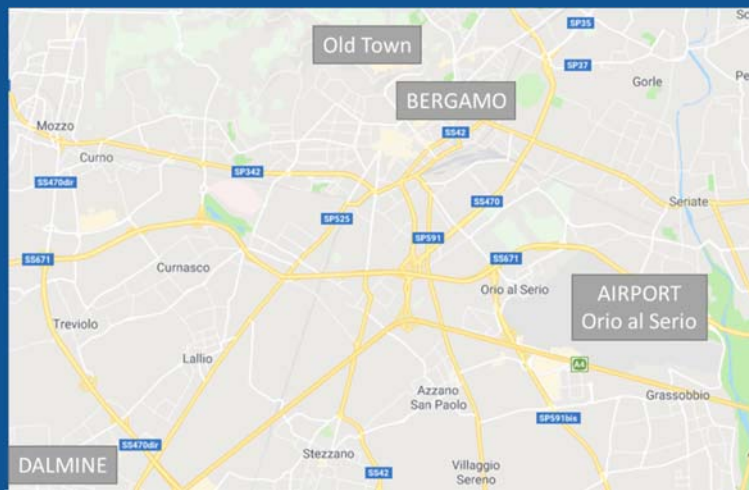 SP35
Old Town
SP37
Gorle
Pe
BERGAMO
Mozzo
SS42
Curno
SP342
SS470dir
SS470
Seriate
SP525
SP591
SS671
SS671
Curnasco
Orio al Serio
AIRPORT
Orio al Serio
Treviolo
Lallio
A4
Azzano
San Paolo
Grassobbio
SP591bis
SS470dir
Stezzano
DALMINE
SS42
Villaggio
Sereno